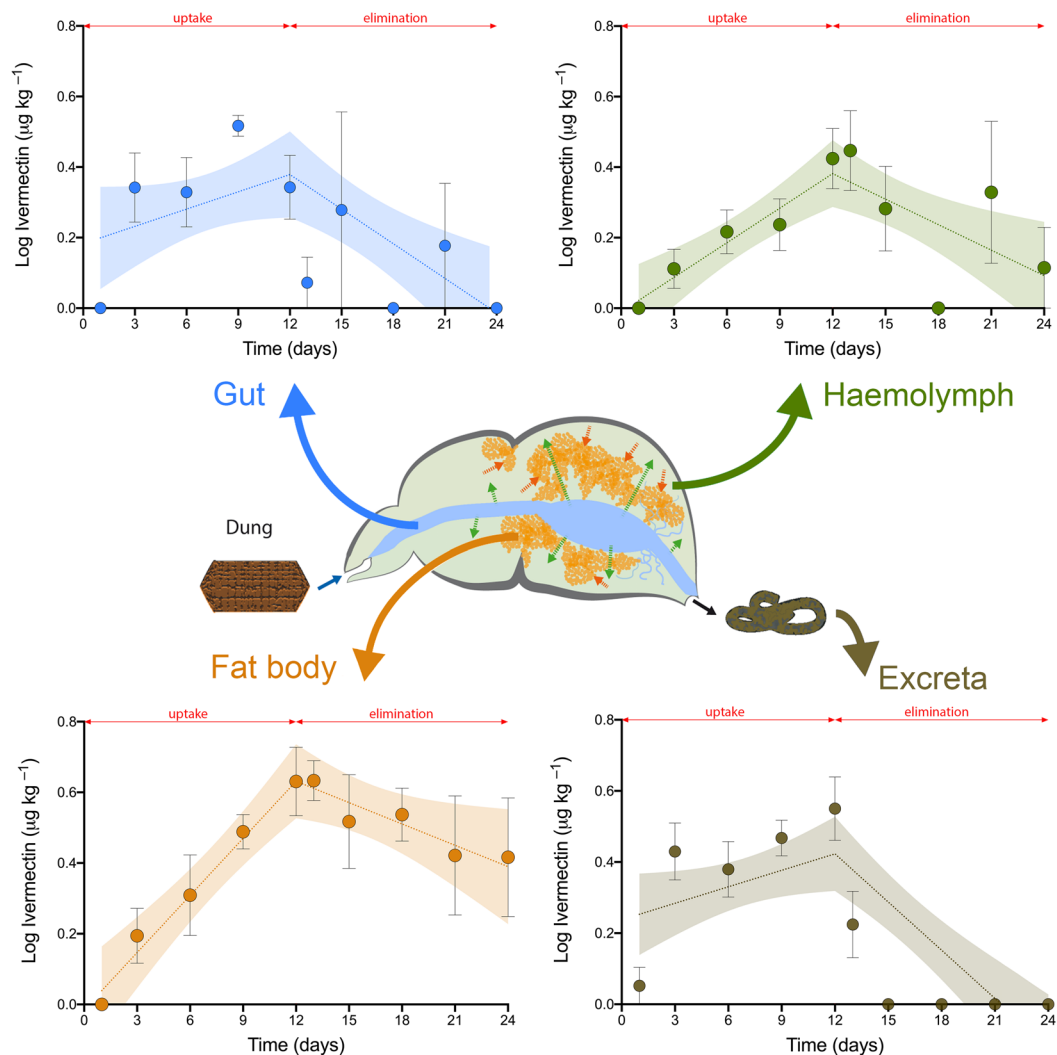 uptake elimination
0.8
0.6
0.4
0.2
0.0
Log Ivermectin (µg kg⁻¹)
0 3 6 9 12 15 18 21 24
Time (days)
uptake elimination
0.8
0.6
0.4
0.2
0.0
Log Ivermectin (µg kg⁻¹)
0 3 6 9 12 15 18 21 24
Time (days)
Gut
Haemolymph
Dung
Fat body
Excreta
uptake elimination
0.8
0.6
0.4
0.2
0.0
Log Ivermectin (µg kg⁻¹)
0 3 6 9 12 15 18 21 24
Time (days)
uptake elimination
0.8
0.6
0.4
0.2
0.0
Log Ivermectin (µg kg⁻¹)
0 3 6 9 12 15 18 21 24
Time (days)